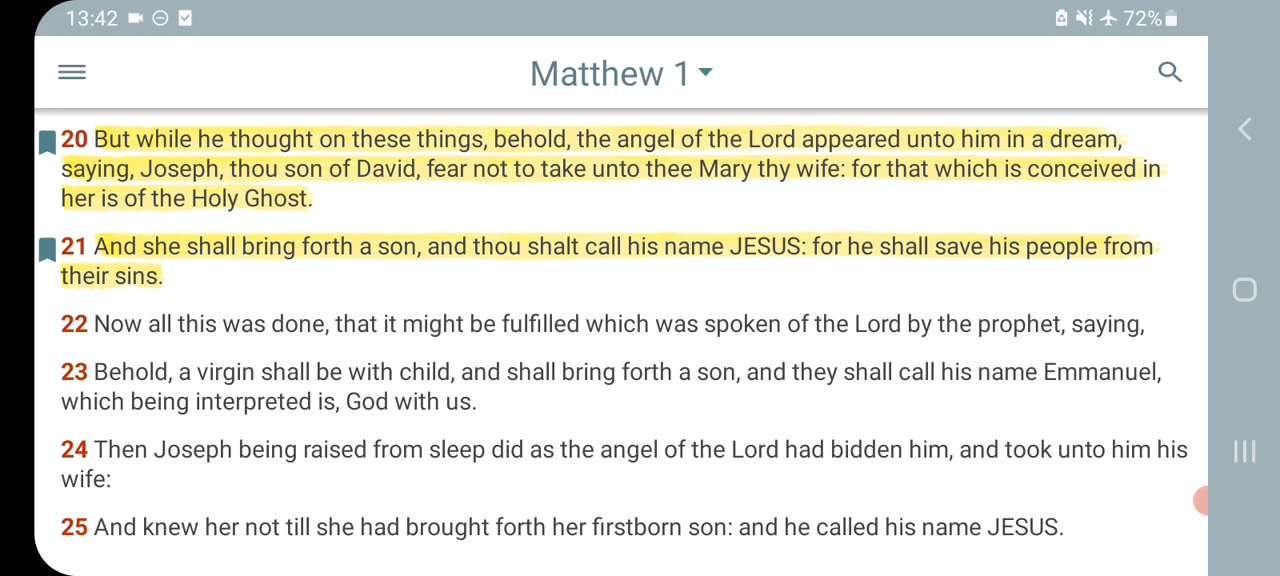 13:42
72%
Matthew 1
20 But while he thought on these things, behold, the angel of the Lord appeared unto him in a dream,
saying, Joseph, thou son of David, fear not to take unto thee Mary thy wife: for that which is conceived in
her is of the Holy Ghost.
21 And she shall bring forth a son, and thou shalt call his name JESUS: for he shall save his people from
their sins.
22 Now all this was done, that it might be fulfilled which was spoken of the Lord by the prophet, saying,
23 Behold, a virgin shall be with child, and shall bring forth a son, and they shall call his name Emmanuel,
which being interpreted is, God with us.
24 Then Joseph being raised from sleep did as the angel of the Lord had bidden him, and took unto him his
wife:
25 And knew her not till she had brought forth her firstborn son: and he called his name JESUS.